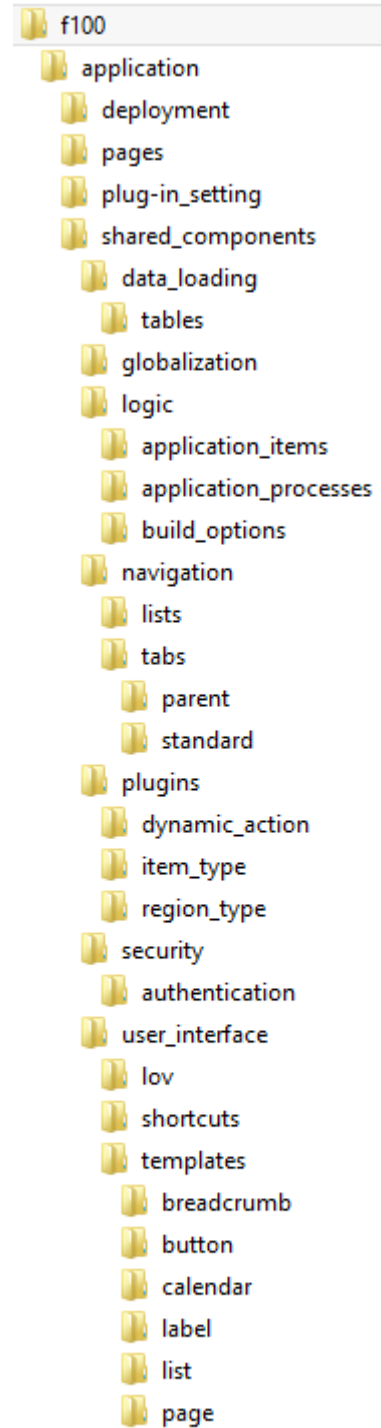 f100
application
deployment
pages
plug-in_setting
shared_components
data_loading
tables
globalization
logic
application_items
application_processes
build_options
navigation
lists
tabs
parent
standard
plugins
dynamic_action
item_type
region_type
security
authentication
user_interface
lov
shortcuts
templates
breadcrumb
button
calendar
label
list
page